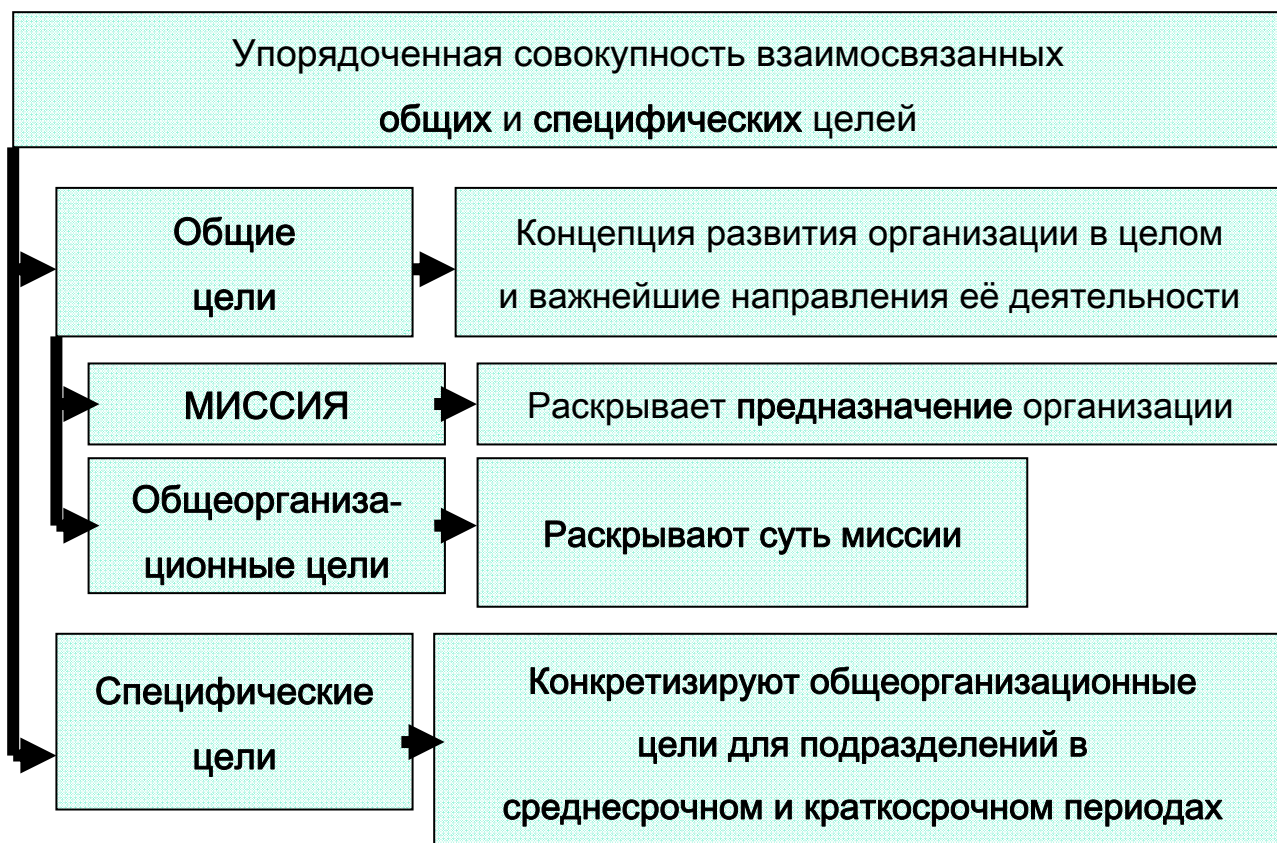 Упорядоченная совокупность взаимосвязанных
общих и специфических целей
Общие
цели
Концепция развития организации в целом
и важнейшие направления её деятельности
МИССИЯ
Раскрывает предназначение организации
Общеорганиза-
ционные цели
Раскрывают суть миссии
Специфические
цели
Конкретизируют общеорганизационные
цели для подразделений в
среднесрочном и краткосрочном периодах